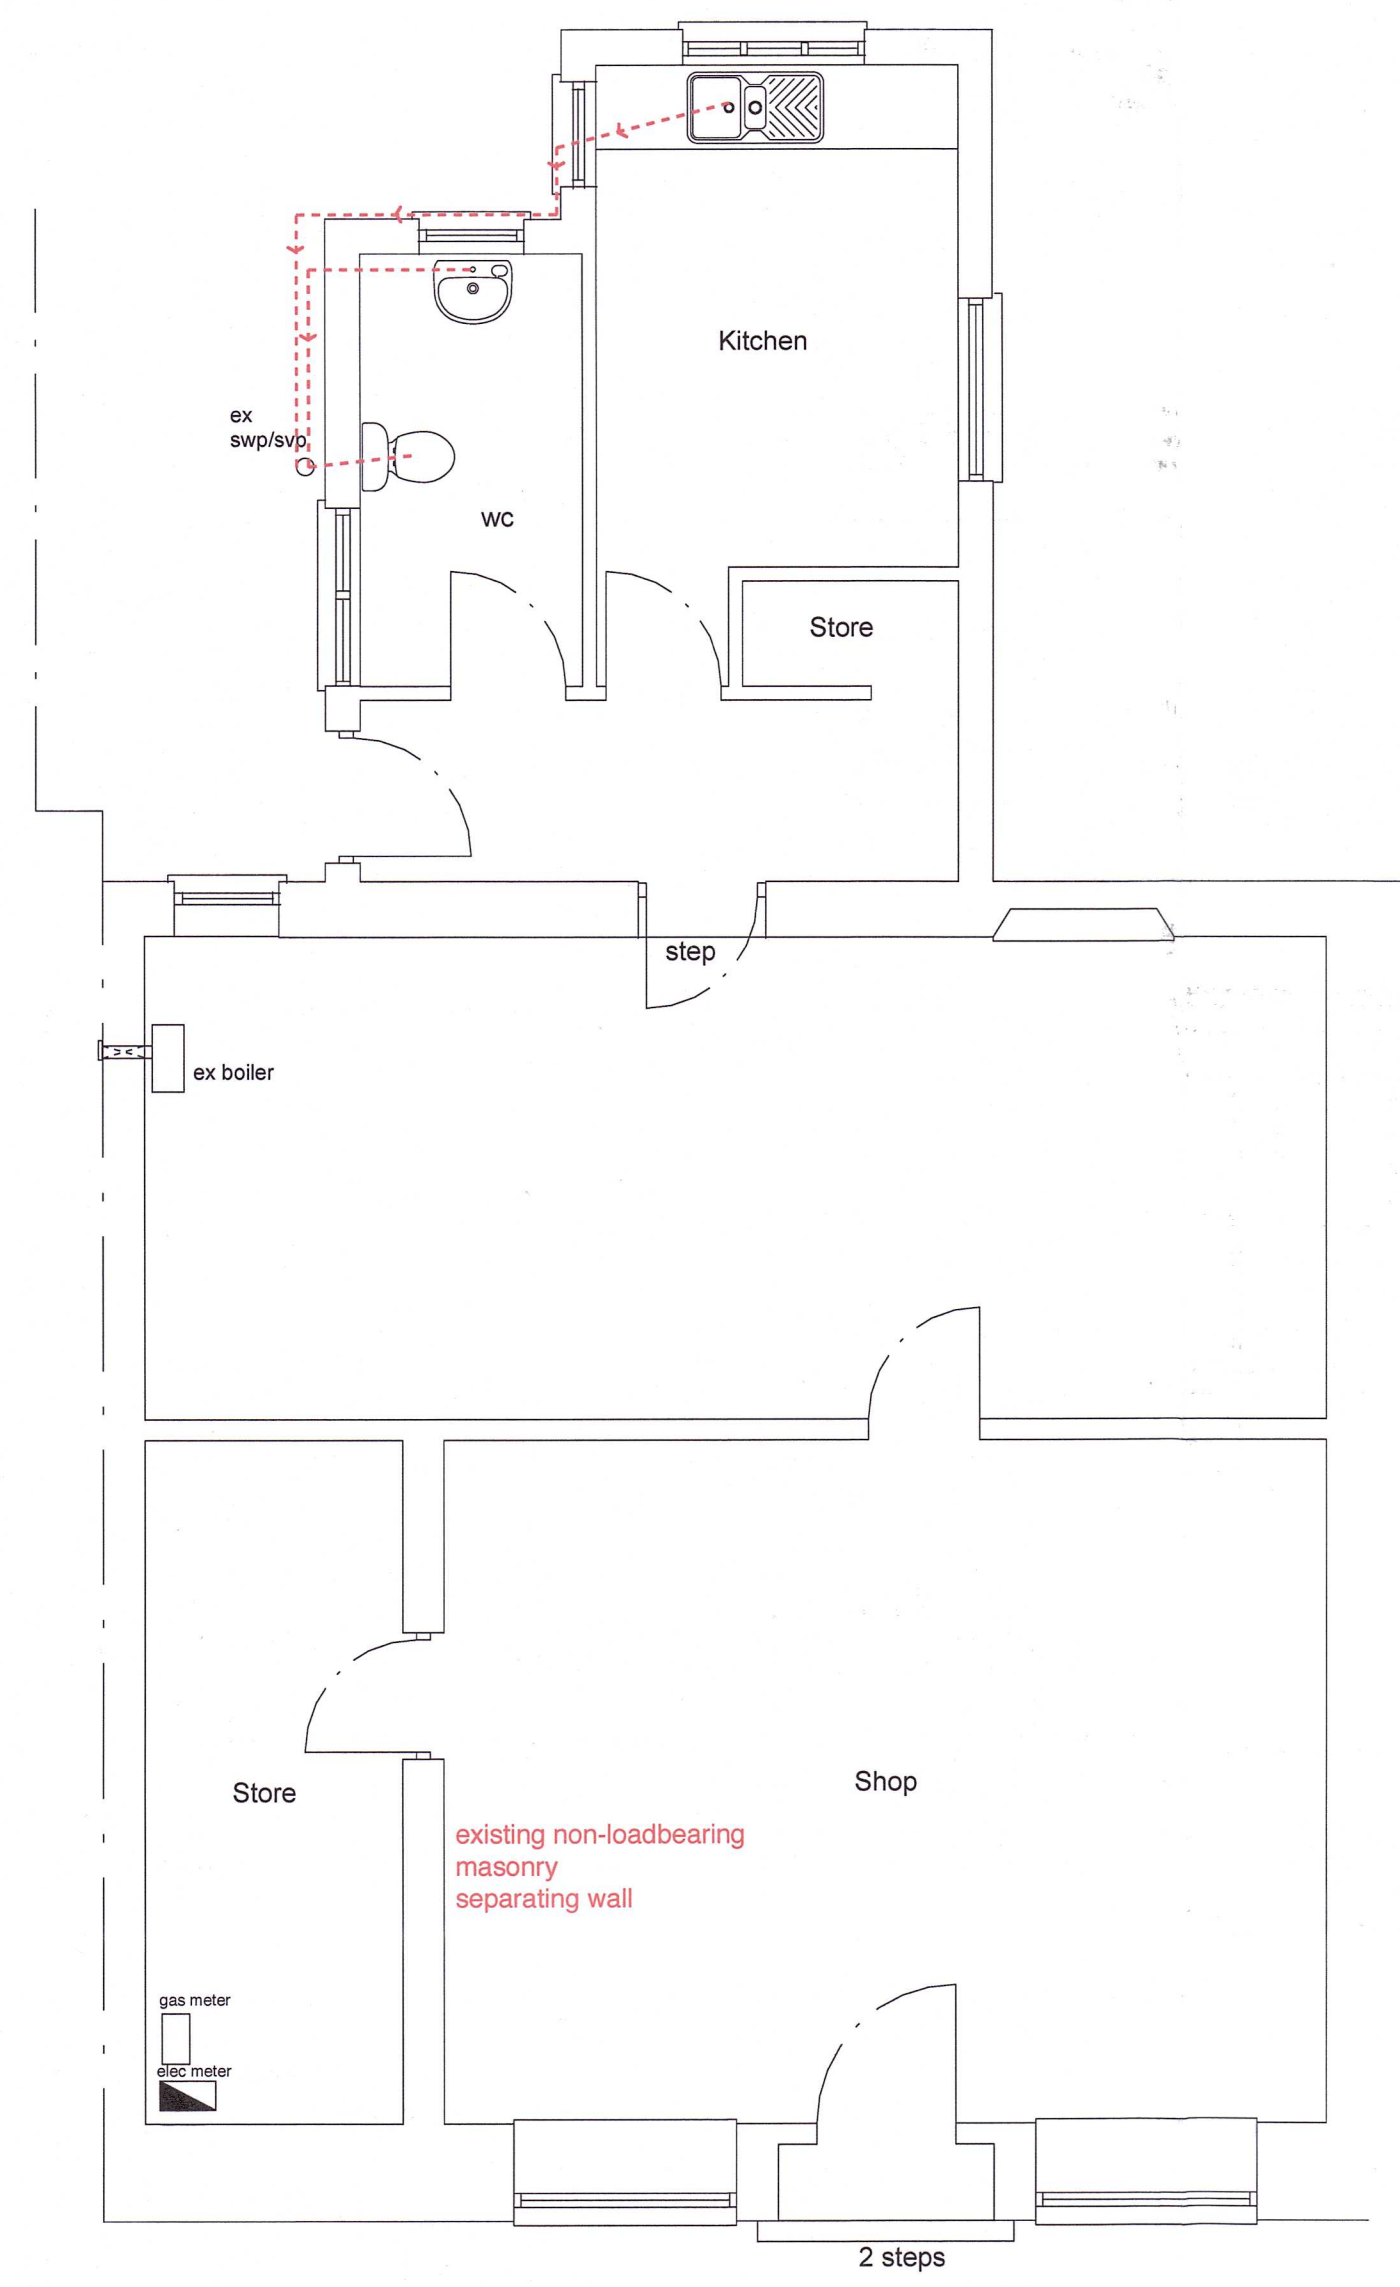 Kitchen
ex
swp/svp
wc
Store
step
ex boiler
Store
Shop
existing non-loadbearing
masonry
separating wall
gas meter
elec meter
2 steps